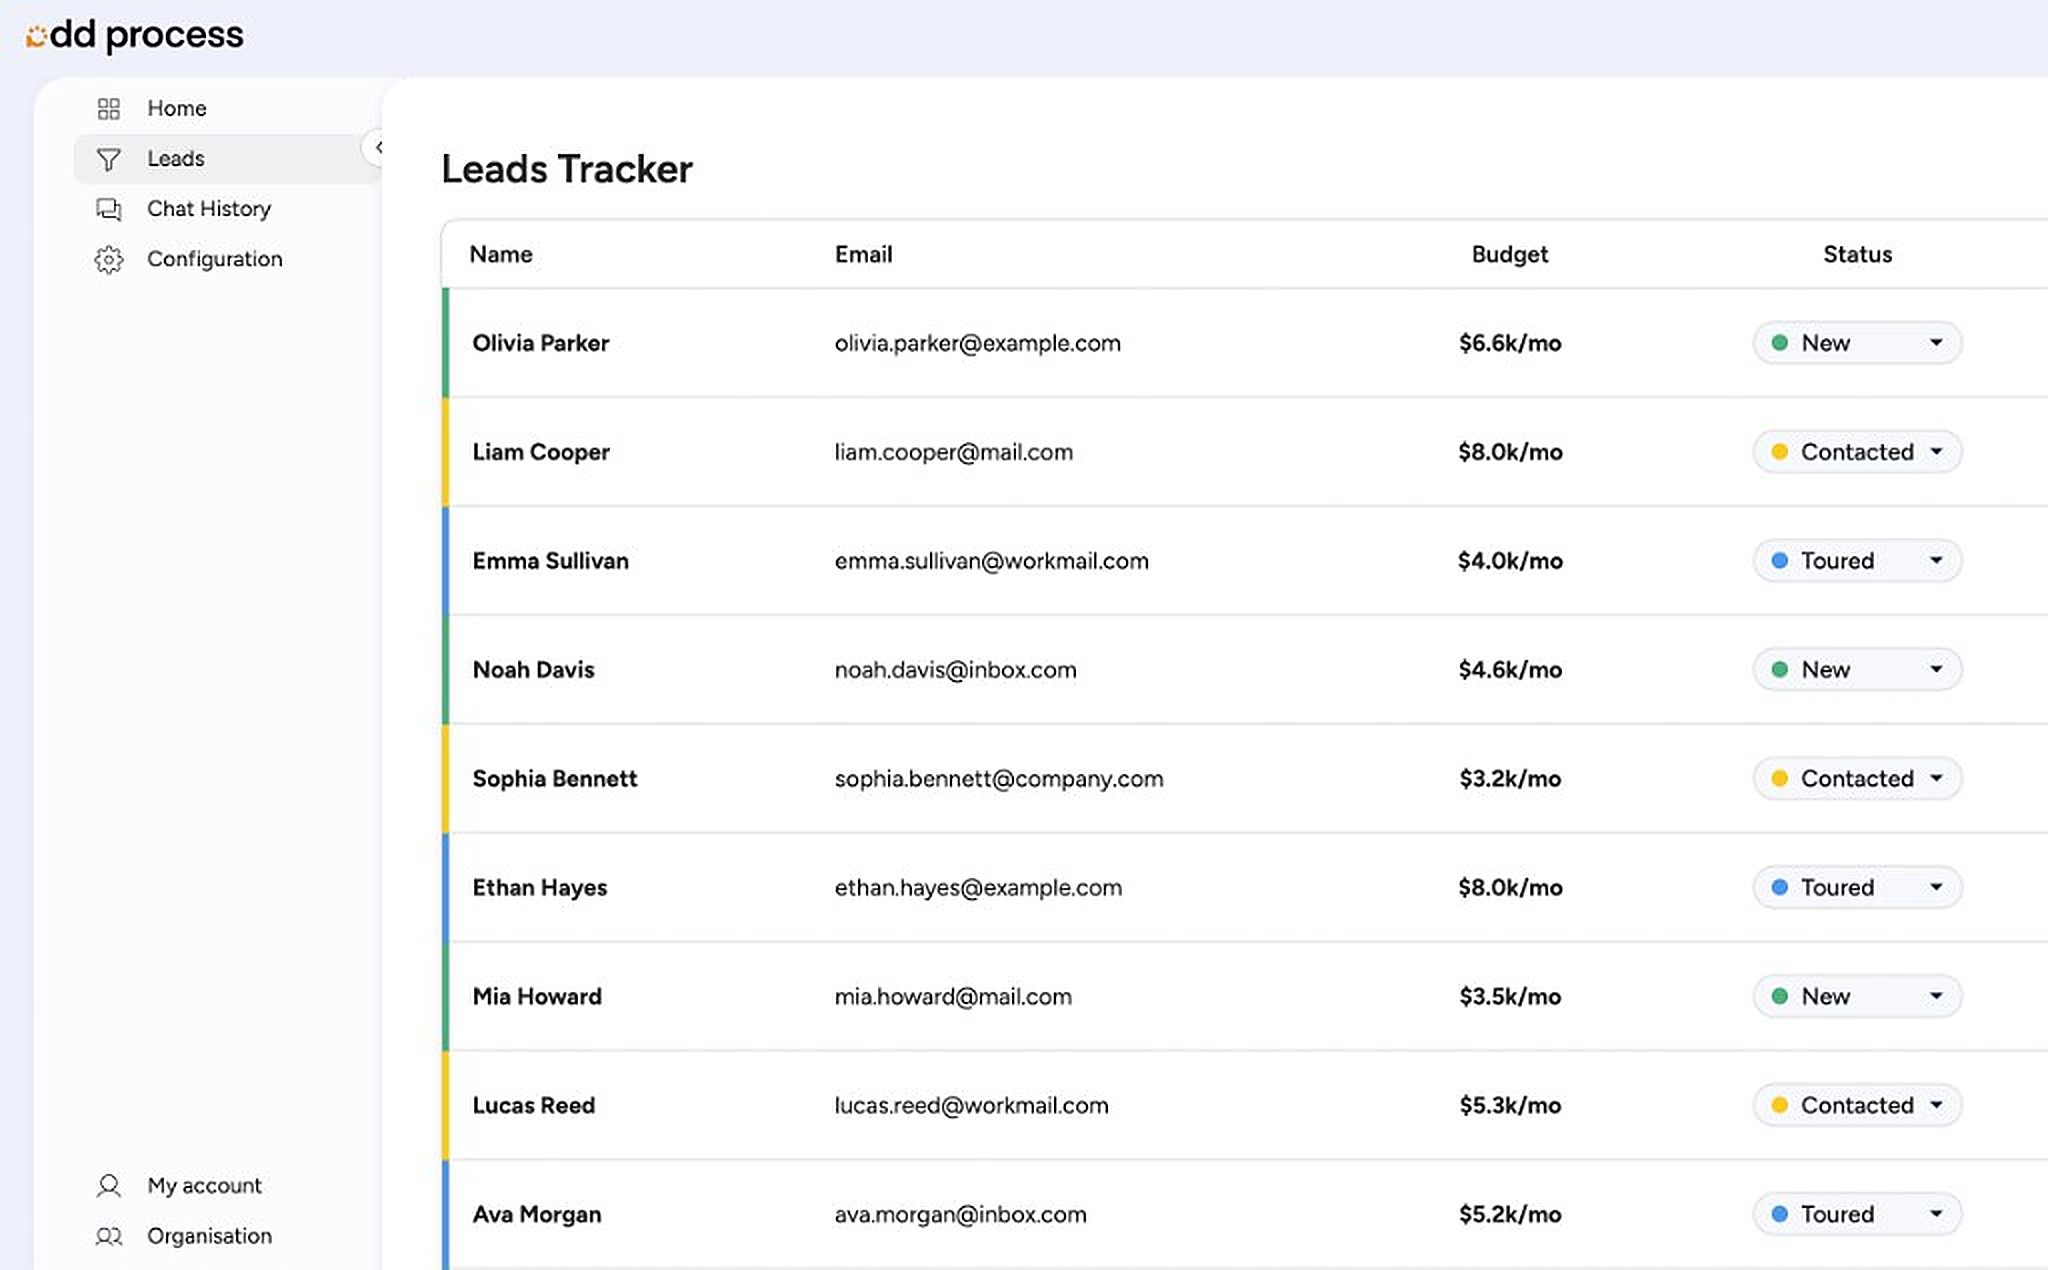 odd process
Home
Leads
Chat History
Configuration
My account
Organisation
Leads Tracker
Name Email Budget Status
Olivia Parker olivia.parker@example.com $6.6k/mo New
Liam Cooper liam.cooper@mail.com $8.0k/mo Contacted
Emma Sullivan emma.sullivan@workmail.com $4.0k/mo Toured
Noah Davis noah.davis@inbox.com $4.6k/mo New
Sophia Bennett sophia.bennett@company.com $3.2k/mo Contacted
Ethan Hayes ethan.hayes@example.com $8.0k/mo Toured
Mia Howard mia.howard@mail.com $3.5k/mo New
Lucas Reed lucas.reed@workmail.com $5.3k/mo Contacted
Ava Morgan ava.morgan@inbox.com $5.2k/mo Toured